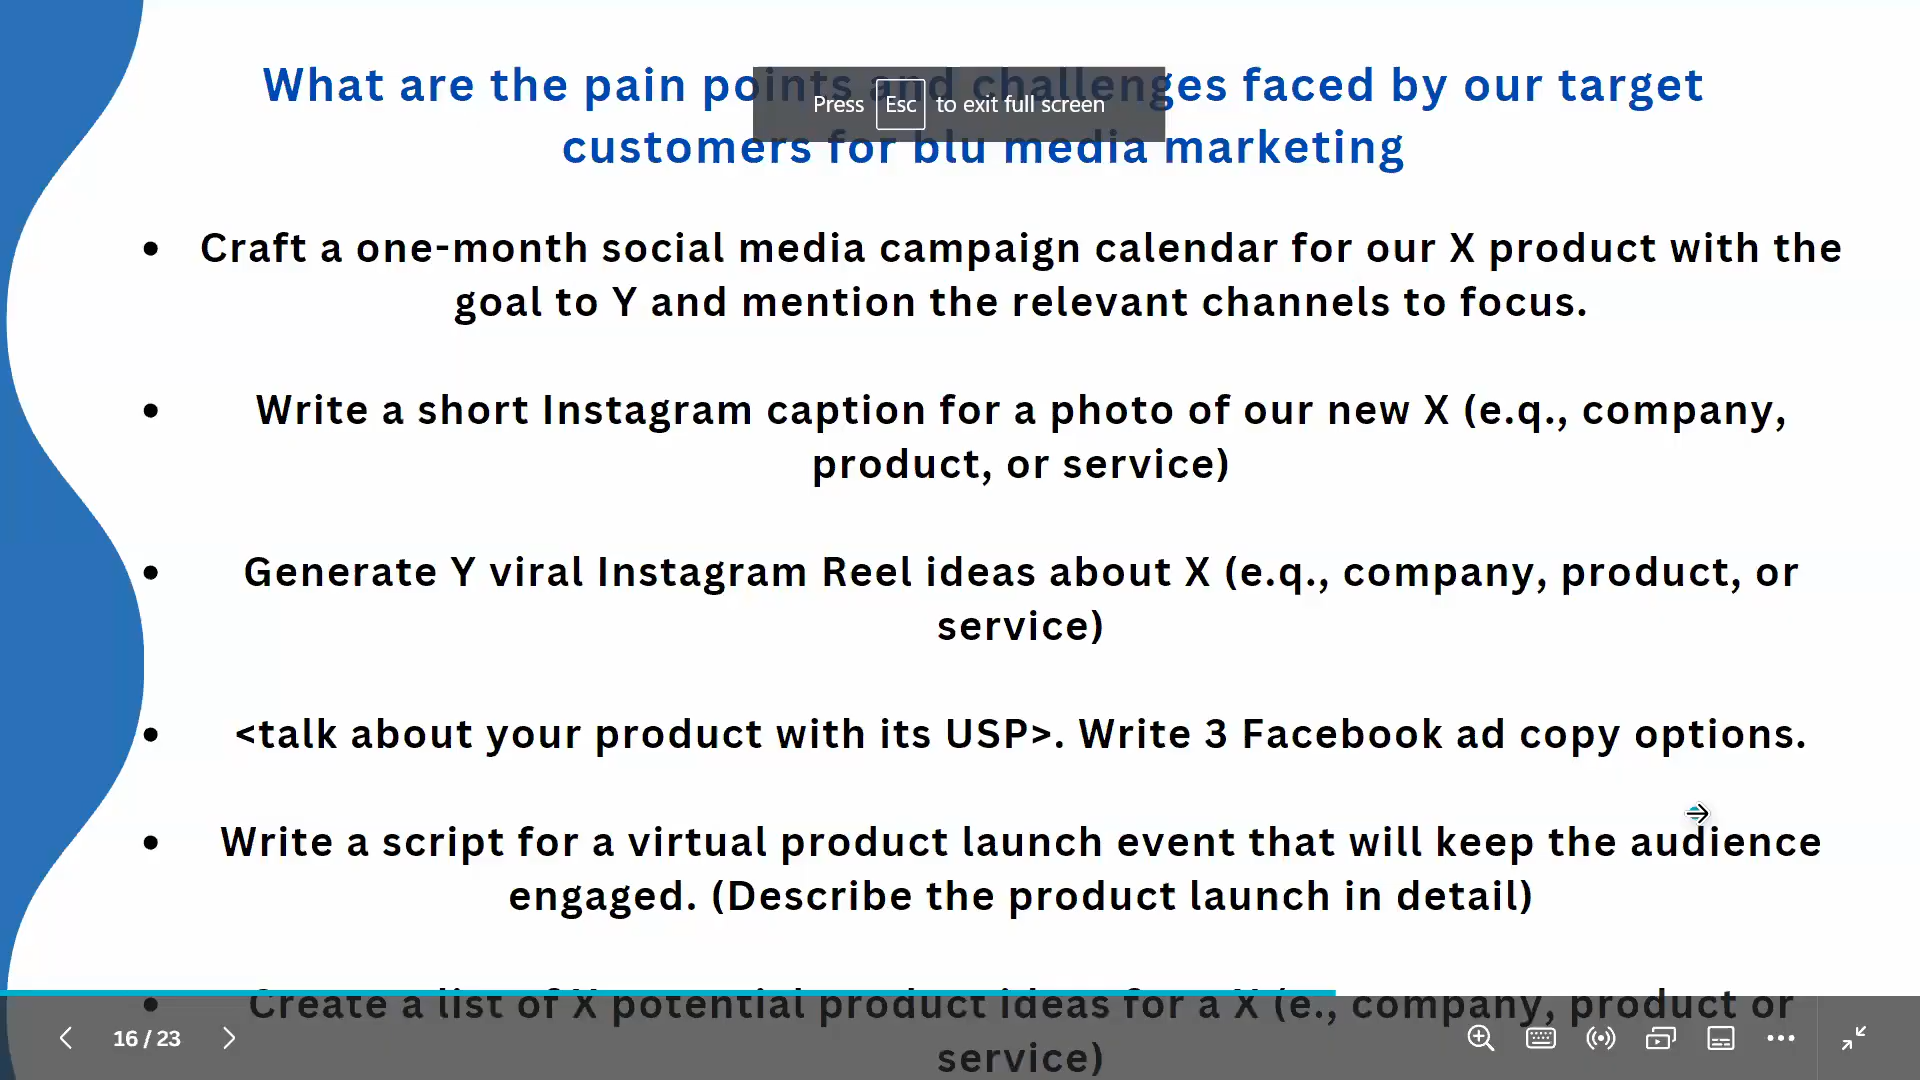 What are the pain points and challenges faced by our target
customers for blu media marketing
Press Esc to exit full screen
• Craft a one-month social media campaign calendar for our X product with the
goal to Y and mention the relevant channels to focus.
• Write a short Instagram caption for a photo of our new X (e.q., company,
product, or service)
• Generate Y viral Instagram Reel ideas about X (e.q., company, product, or
service)
• <talk about your product with its USP>. Write 3 Facebook ad copy options.
• Write a script for a virtual product launch event that will keep the audience
engaged. (Describe the product launch in detail)
• Create a list of X potential product ideas for a X (e., company, product or
service)
16 / 23